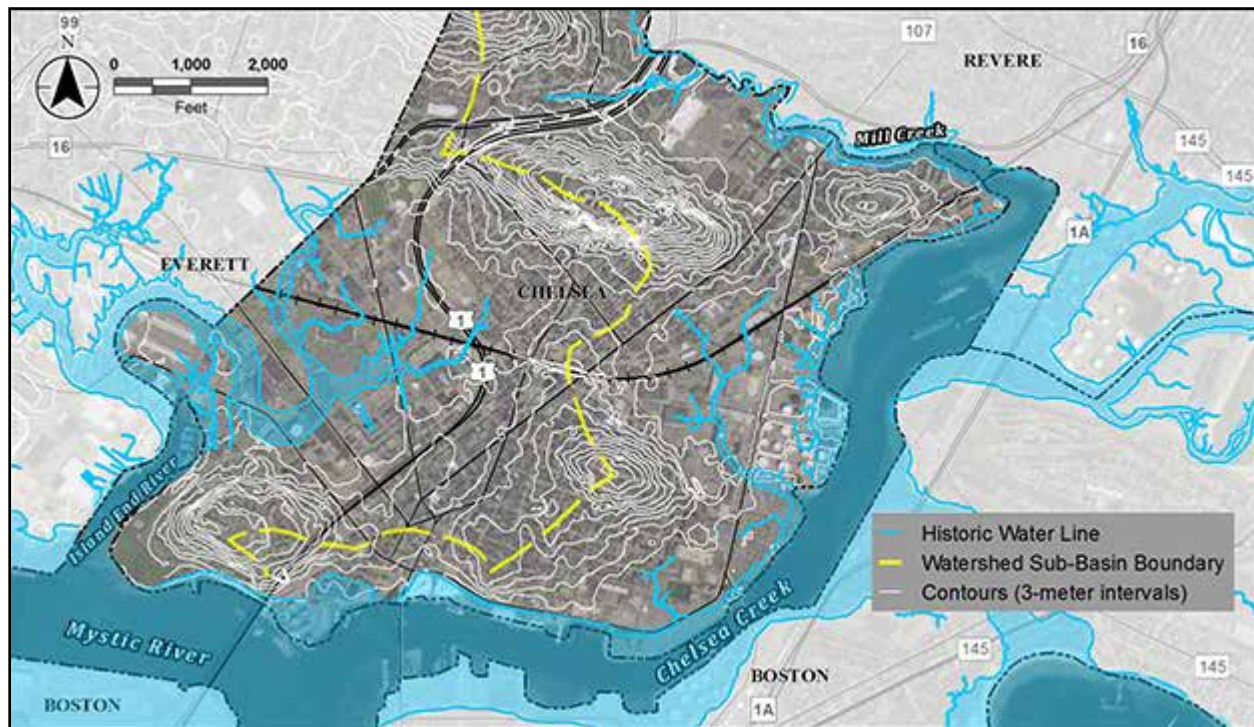 99
N
0 1,000 2,000
Feet
107
16
REVERE
Mill Creek
16
145
145
1A
EVERETT
CHELSEA
1
1
Island End River
Historic Water Line
Watershed Sub-Basin Boundary
Contours (3-meter intervals)
Mystic River
Chelsea Creek
145
145
BOSTON
BOSTON
1A